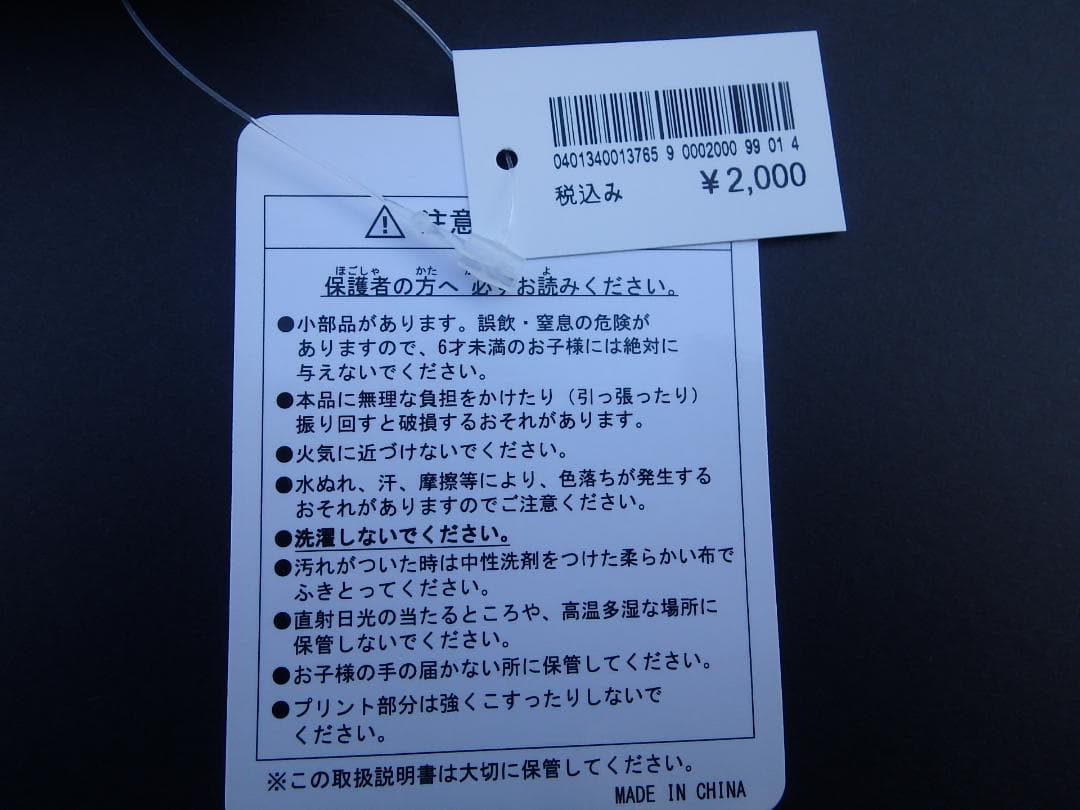 0401340013765 9 0002000 99 01 4
税込み ¥2,000
注意
ほごしゃ かた よ
保護者の方へ 必ずお読みください。
●小部品があります。誤飲・窒息の危険が
ありますので、6才未満のお子様には絶対に
与えないでください。
●本品に無理な負担をかけたり（引っ張ったり）
振り回すと破損するおそれがあります。
●火気に近づけないでください。
●水ぬれ、汗、摩擦等により、色落ちが発生する
おそれがありますのでご注意ください。
●洗濯しないでください。
●汚れがついた時は中性洗剤をつけた柔らかい布で
ふきとってください。
●直射日光の当たるところや、高温多湿な場所に
保管しないでください。
●お子様の手の届かない所に保管してください。
●プリント部分は強くこすったりしないで
ください。
※この取扱説明書は大切に保管してください。
MADE IN CHINA